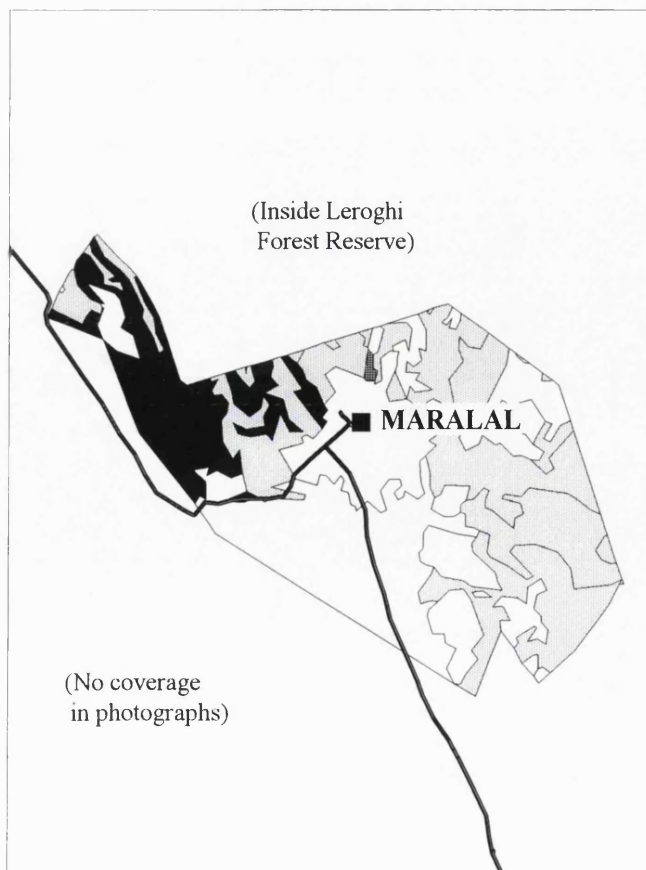 (Inside Leroghi
Forest Reserve)
MARALAL
(No coverage
in photographs)